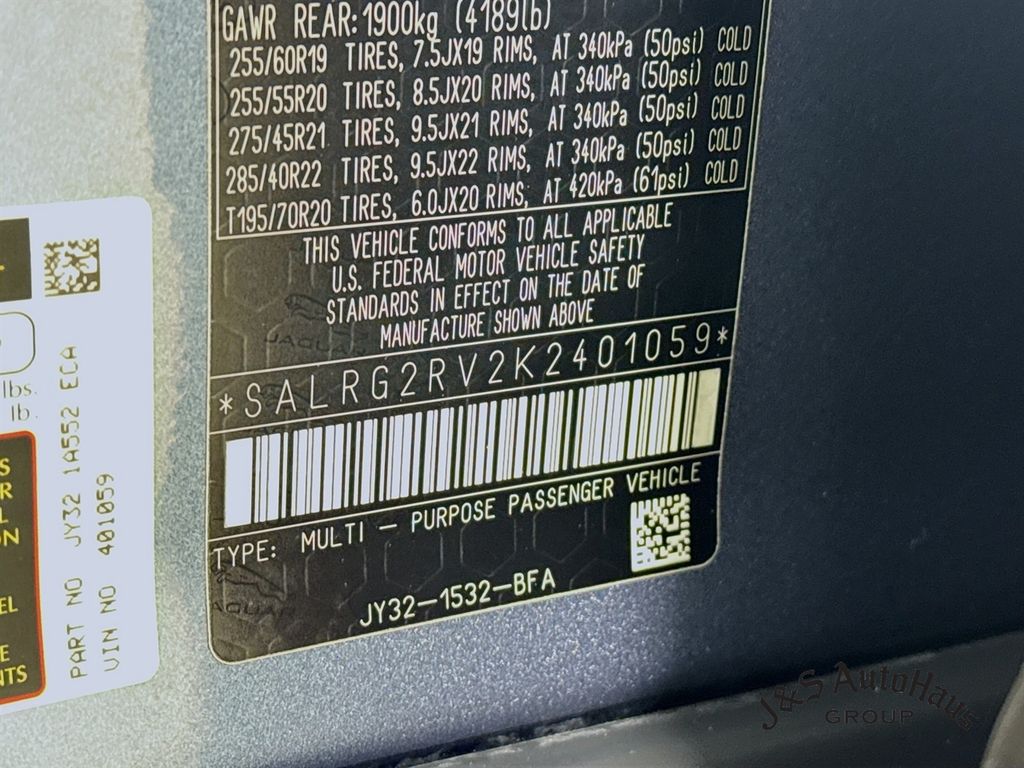 GAWR REAR:1900kg (4189lb)
255/60R19 TIRES, 7.5JX19 RIMS, AT 340kPa (50psi) COLD
255/55R20 TIRES, 8.5JX20 RIMS, AT 340kPa (50psi) COLD
275/45R21 TIRES, 9.5JX21 RIMS, AT 340kPa (50psi) COLD
285/40R22 TIRES, 9.5JX22 RIMS, AT 340kPa (50psi) COLD
T195/70R20 TIRES, 6.0JX20 RIMS, AT 420kPa (61psi) COLD
THIS VEHICLE CONFORMS TO ALL APPLICABLE
U.S. FEDERAL MOTOR VEHICLE SAFETY
STANDARDS IN EFFECT ON THE DATE OF
MANUFACTURE SHOWN ABOVE
JAGUAR
*SALRG2RV2K2401059*
TYPE: MULTI - PURPOSE PASSENGER VEHICLE
JAGUAR
JY32-1532-BFA
lbs.
lb.
PART NO JY32 1A552 ECA
VIN NO 401059
J&S AutoHaus
GROUP